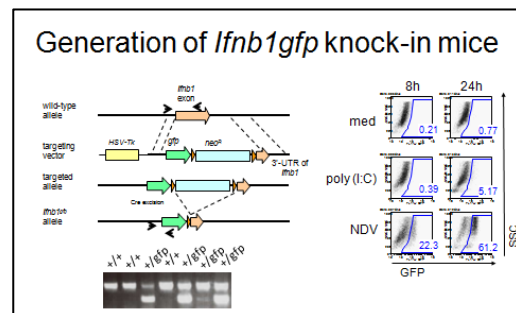 Generation of Ifnb1gfp knock-in mice
Ifnb1
exon
wild-type
allele
HSV-Tk
gfp
neoR
targeting
vector
3'-UTR of
Ifnb1
targeted
allele
Cre excision
allele
+/+
+/+
+/gfp
+/+
+/gfp
+/gfp
+/gfp
8h
24h
med
0.21
0.77
poly (I:C)
0.39
5.17
NDV
22.3
61.2
GFP
SSC